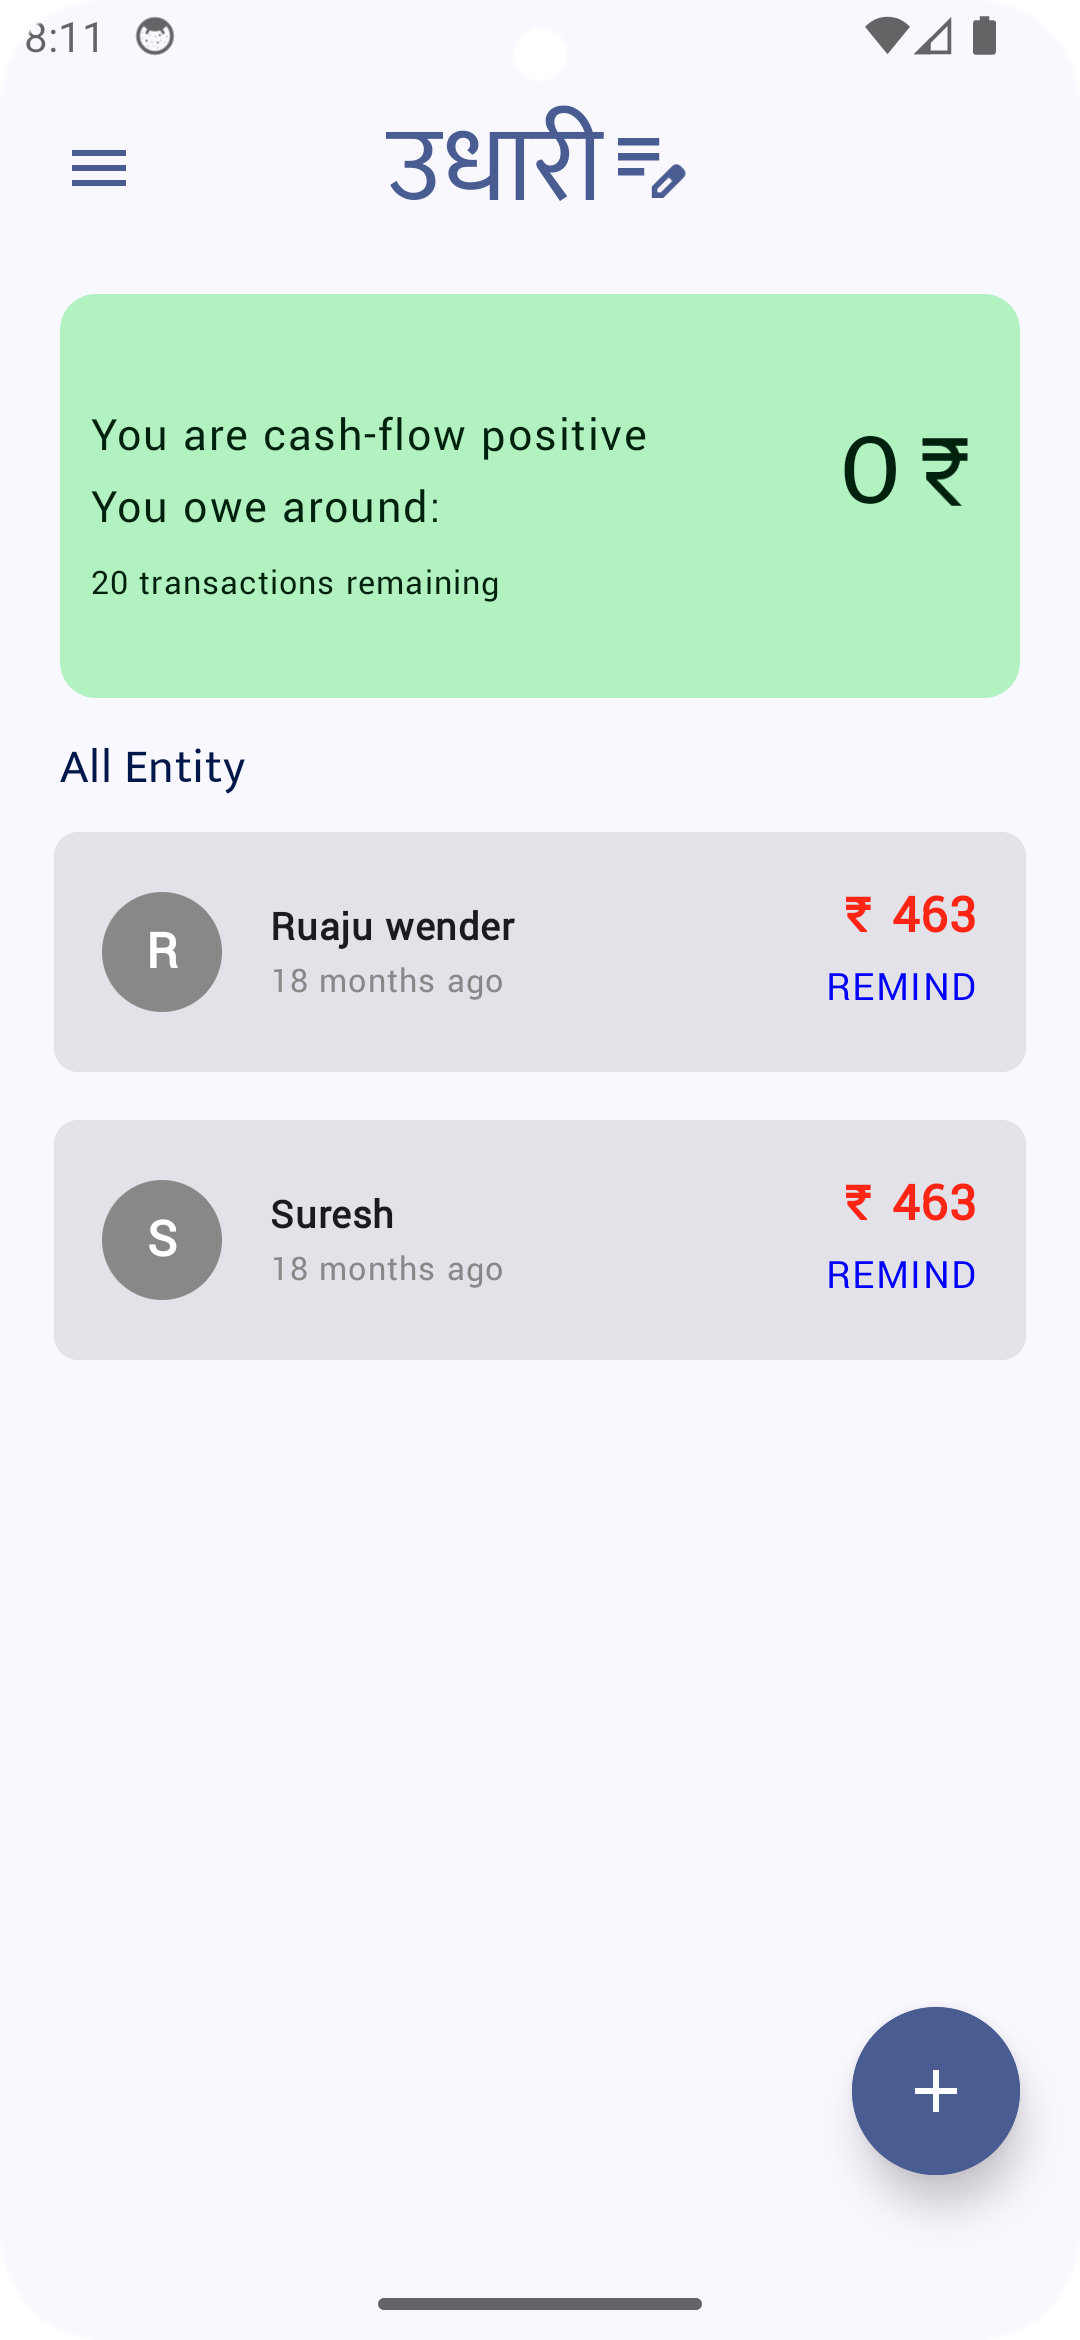 8:11
उधारी
You are cash-flow positive
You owe around:
0 ₹
20 transactions remaining
All Entity
R
Ruaju wender
18 months ago
₹ 463
REMIND
S
Suresh
18 months ago
₹ 463
REMIND
+